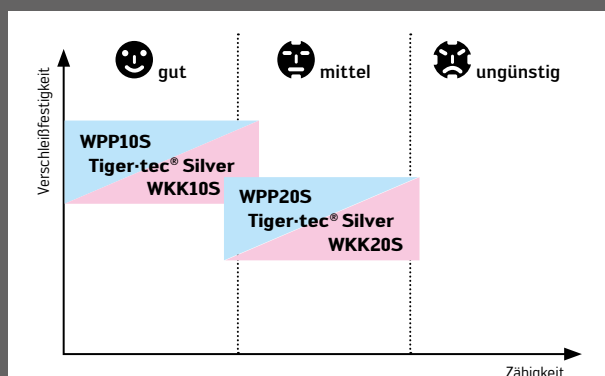 gut
mittel
ungünstig
Verschleißfestigkeit
WPP10S
Tiger·tec® Silver
WKK10S
WPP20S
Tiger·tec® Silver
WKK20S
Zähigkeit